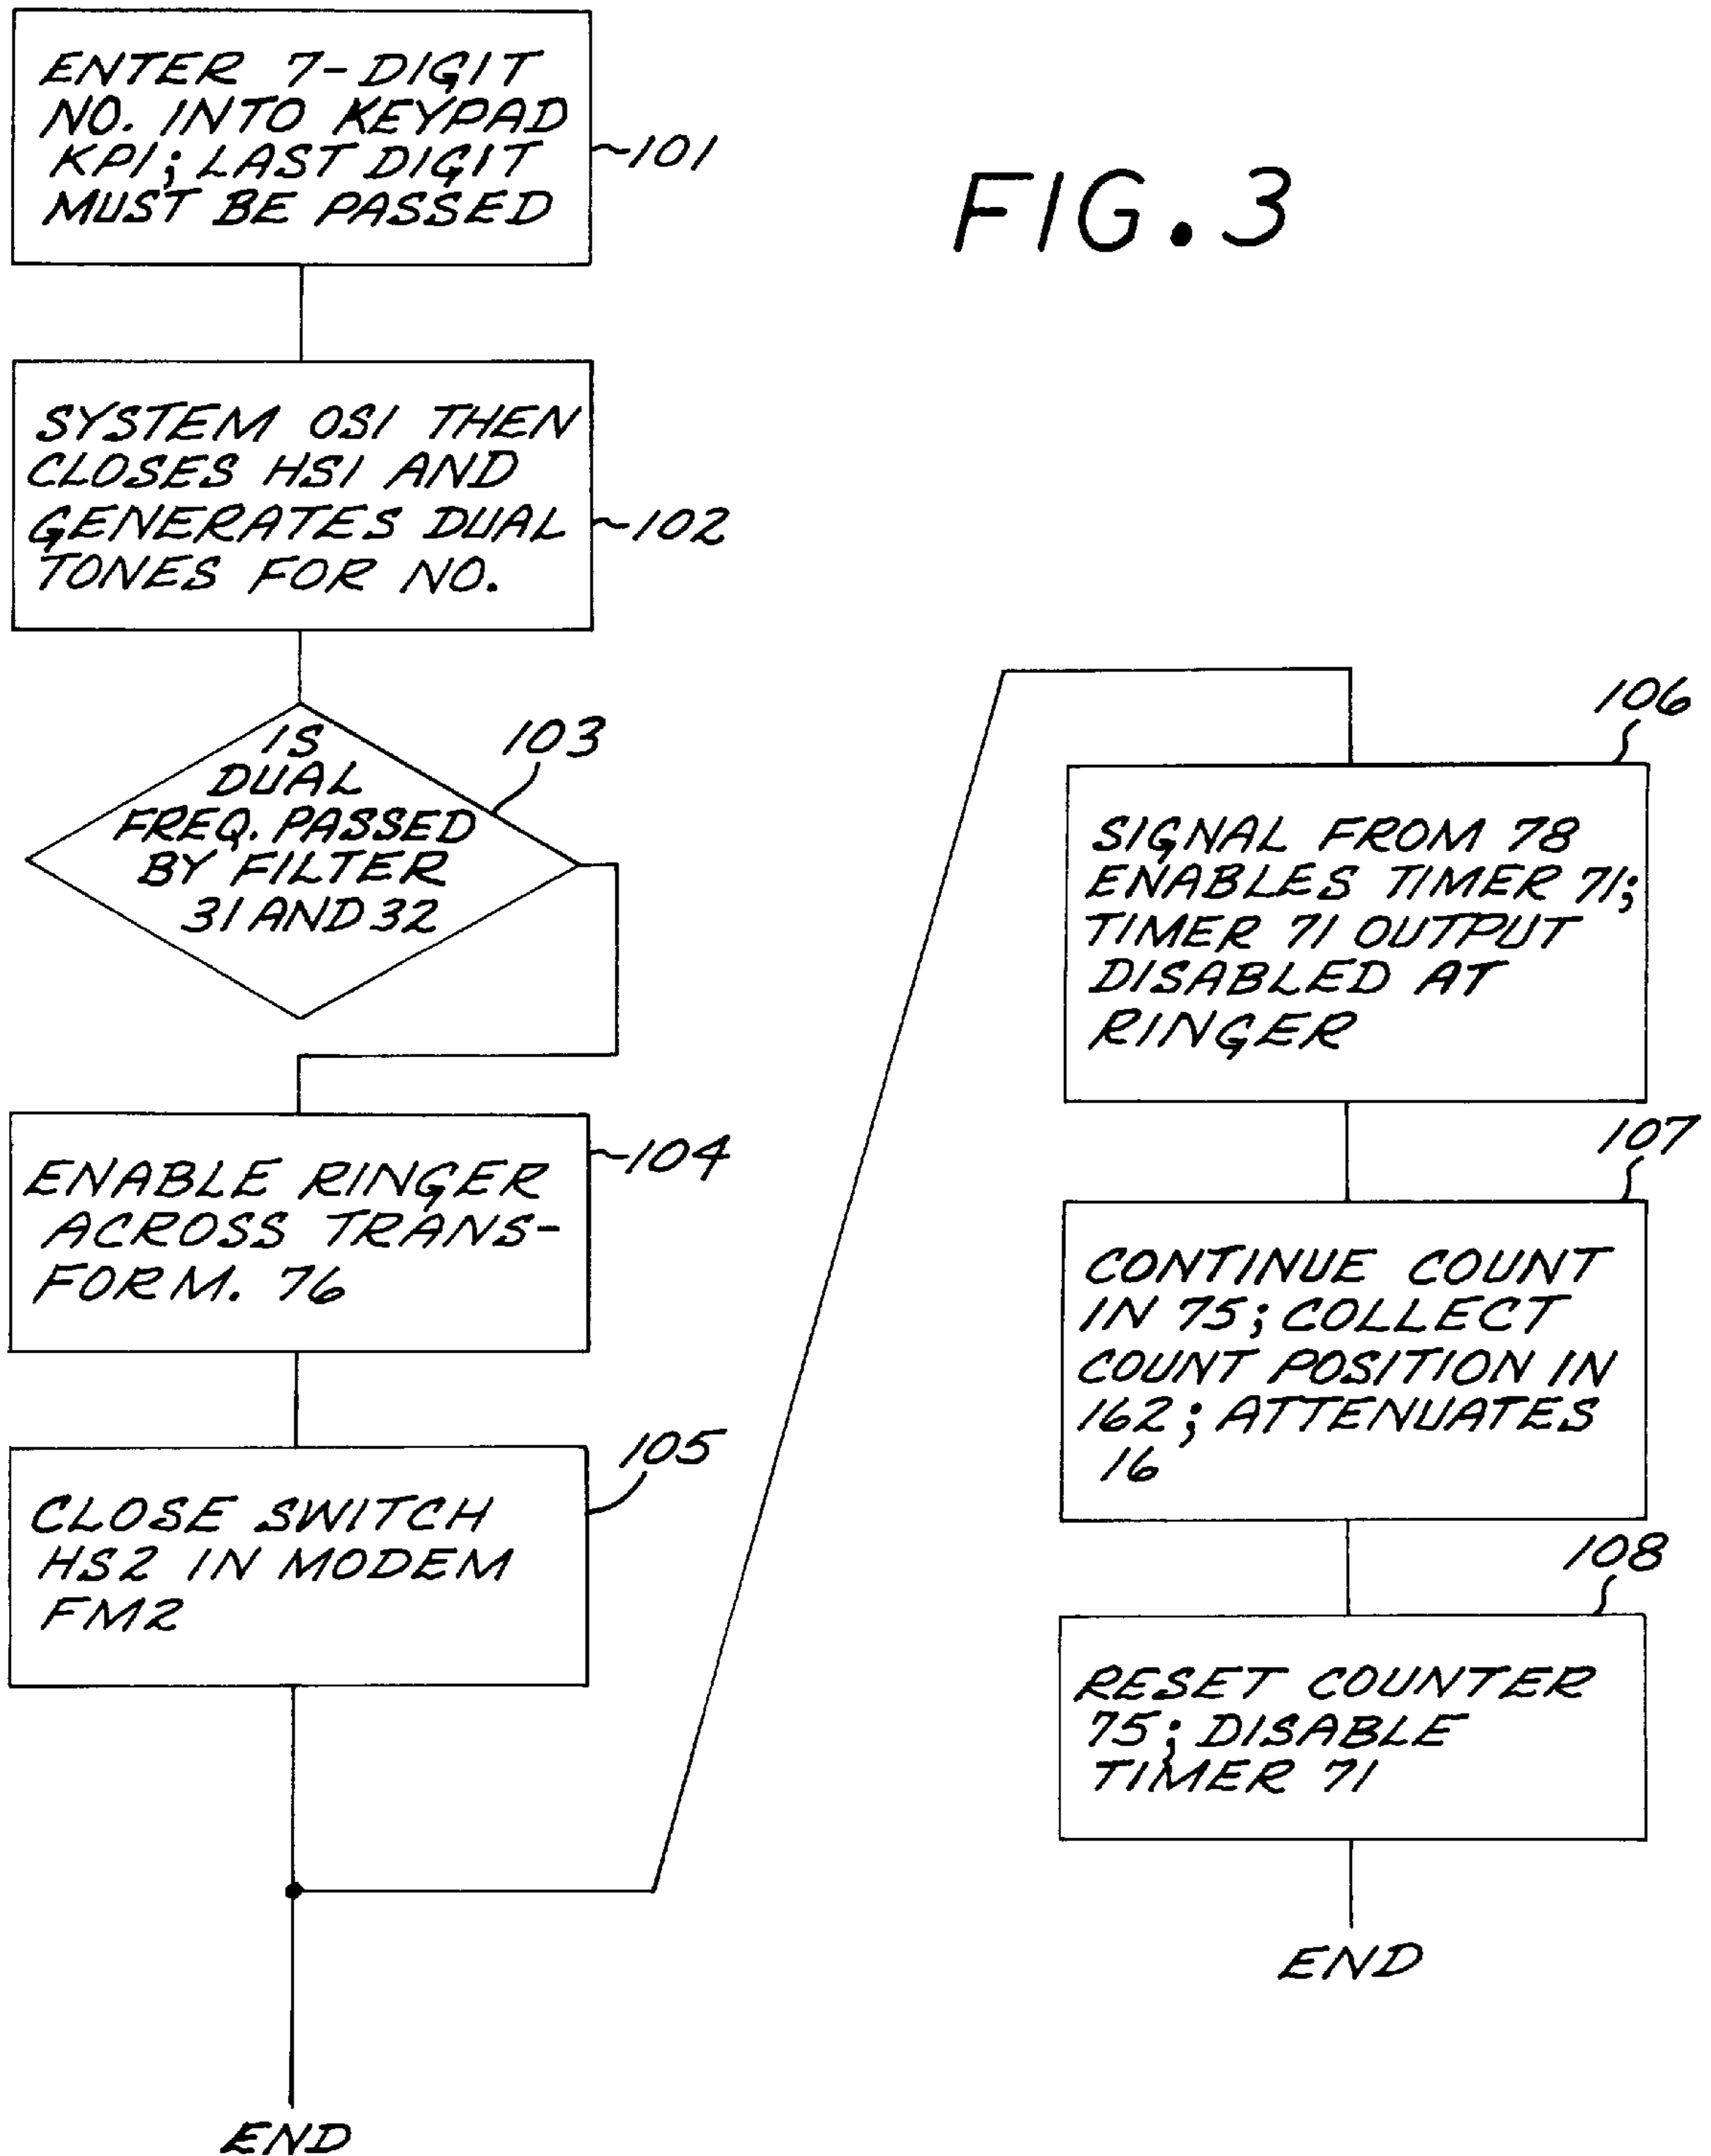 FIG. 3
ENTER 7-DIGIT
NO. INTO KEYPAD
KP1; LAST DIGIT
MUST BE PASSED
101
SYSTEM OS1 THEN
CLOSES HS1 AND
GENERATES DUAL
TONES FOR NO.
102
IS
DUAL
FREQ. PASSED
BY FILTER
31 AND 32
103
ENABLE RINGER
ACROSS TRANS-
FORM. 76
104
CLOSE SWITCH
HS2 IN MODEM
FM2
105
END
106
SIGNAL FROM 78
ENABLES TIMER 71;
TIMER 71 OUTPUT
DISABLED AT
RINGER
107
CONTINUE COUNT
IN 75; COLLECT
COUNT POSITION IN
162; ATTENUATES
16
108
RESET COUNTER
75; DISABLE
TIMER 71
END